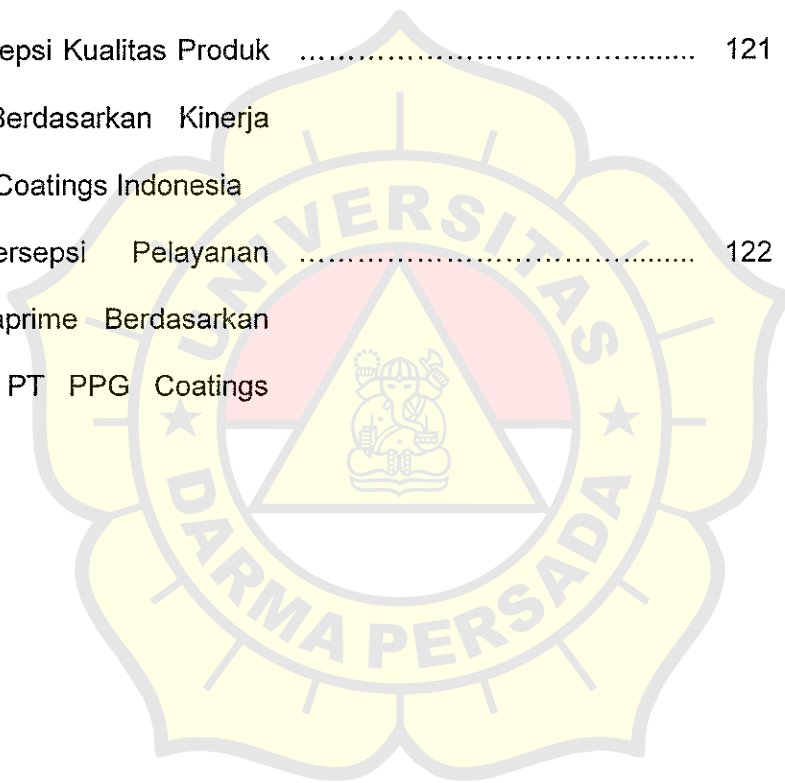 epsi Kualitas Produk ........................................ 121
Berdasarkan Kinerja
Coatings Indonesia
ersepsi Pelayanan ........................................ 122
aprime Berdasarkan
PT PPG Coatings
UNIVERSITAS
DARMA PERSADA